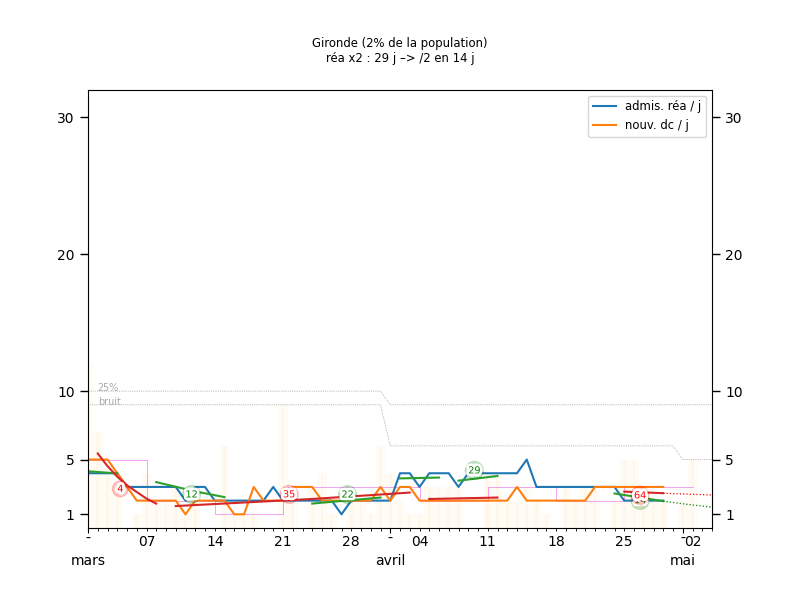 Gironde (2% de la population)
réa x2 : 29 j –> /2 en 14 j
admis. réa / j
nouv. dc / j
30
30
20
20
10
10
25%
bruit
5
5
4
12
35
22
29
64
1
1
- 07 14 21 28 - 04 11 18 25 - 02
mars avril mai